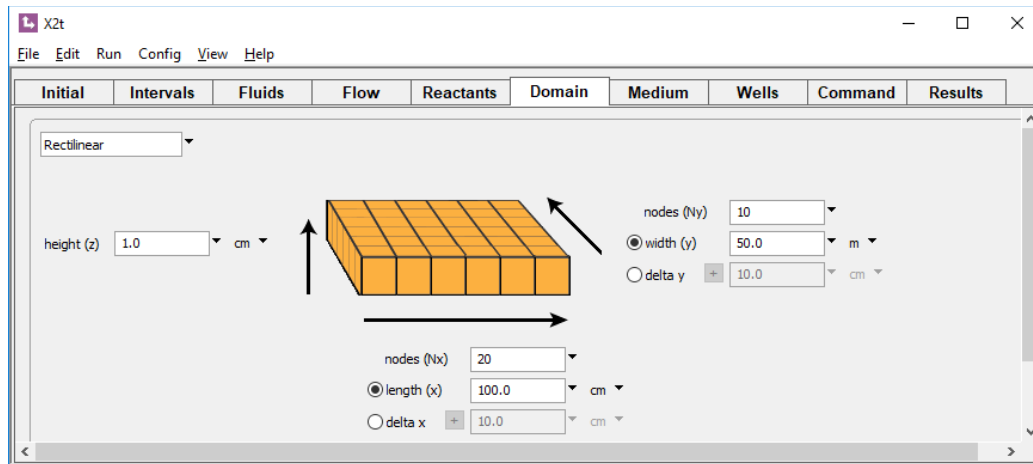 X2t
File Edit Run Config View Help
Initial Intervals Fluids Flow Reactants Domain Medium Wells Command Results
Rectilinear
nodes (Ny) 10
height (z) 1.0 cm
width (y) 50.0 m
delta y + 10.0 cm
nodes (Nx) 20
length (x) 100.0 cm
delta x + 10.0 cm